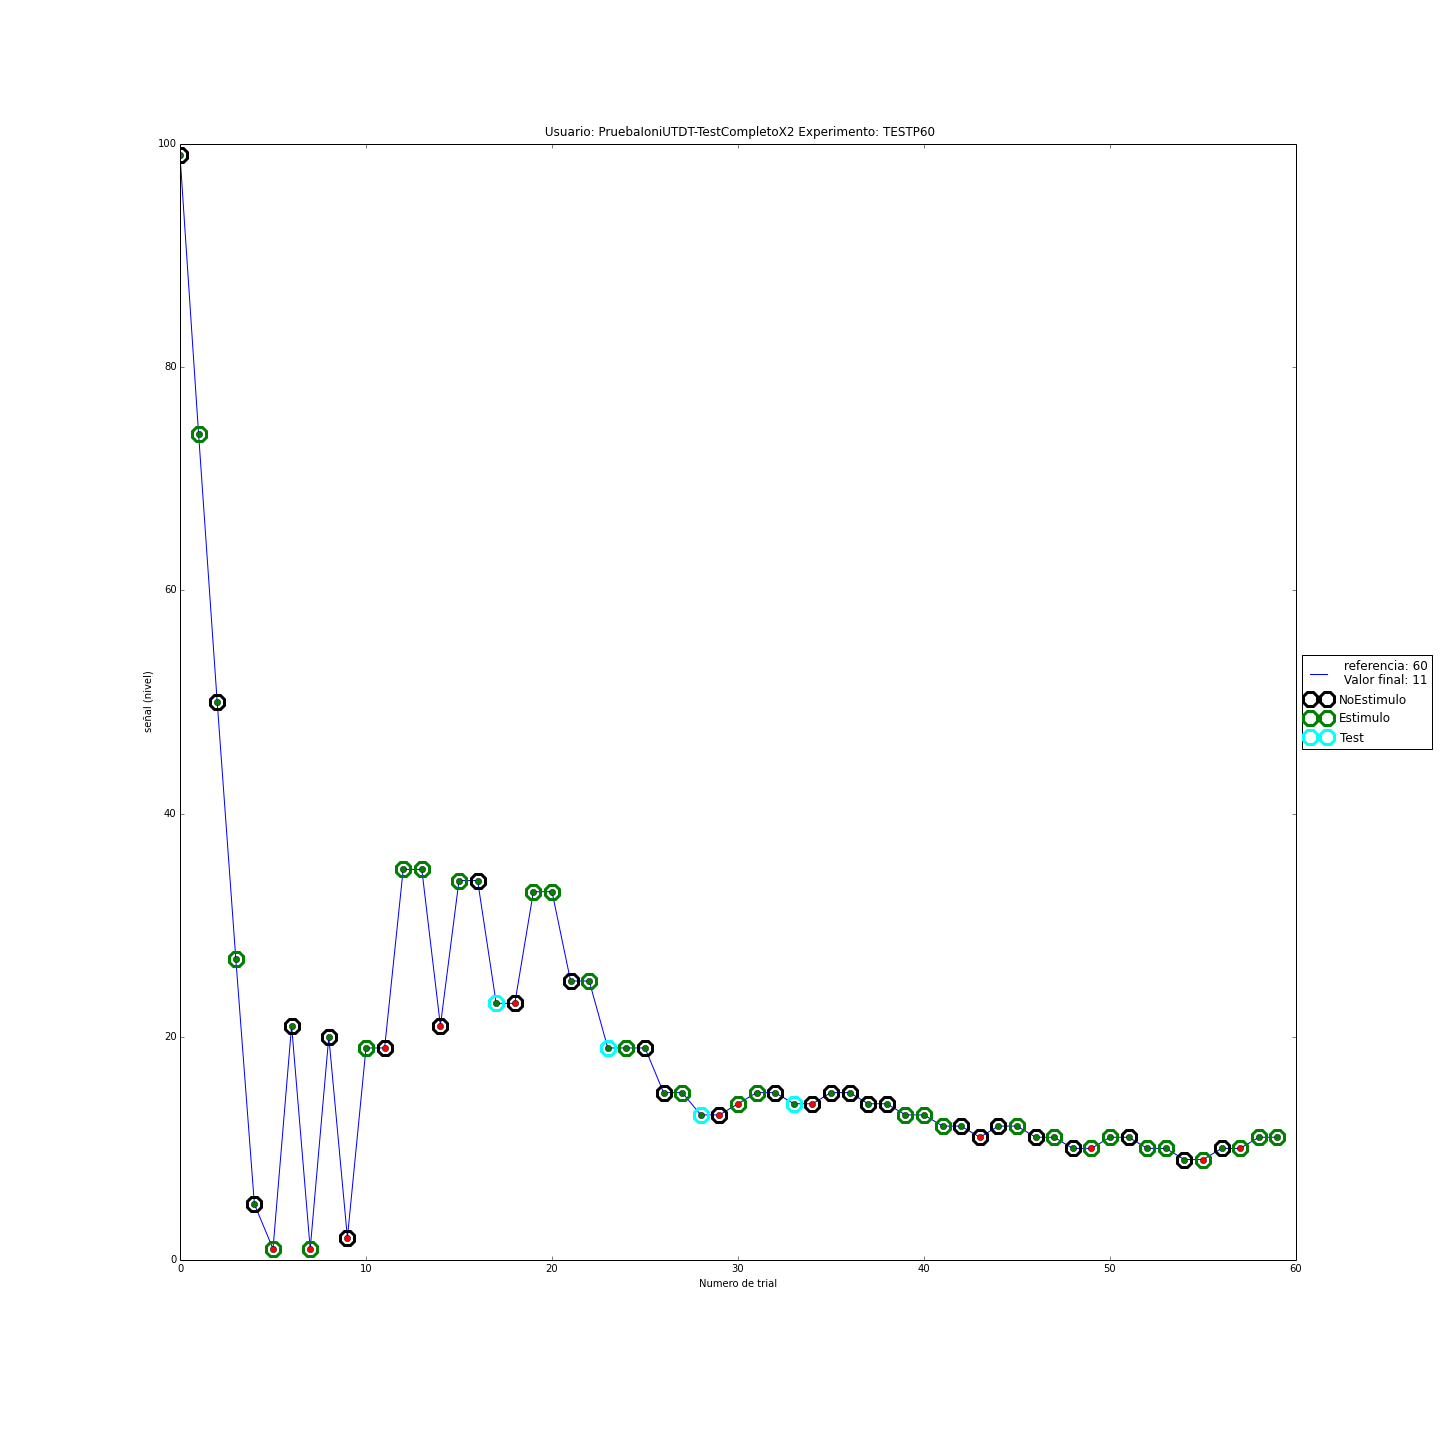 Usuario: PruebaIoniUTDT-TestCompletoX2 Experimento: TESTP60
100
80
60
40
20
0
señal (nivel)
0 10 20 30 40 50 60
Numero de trial
referencia: 60
Valor final: 11
NoEstimulo
Estimulo
Test